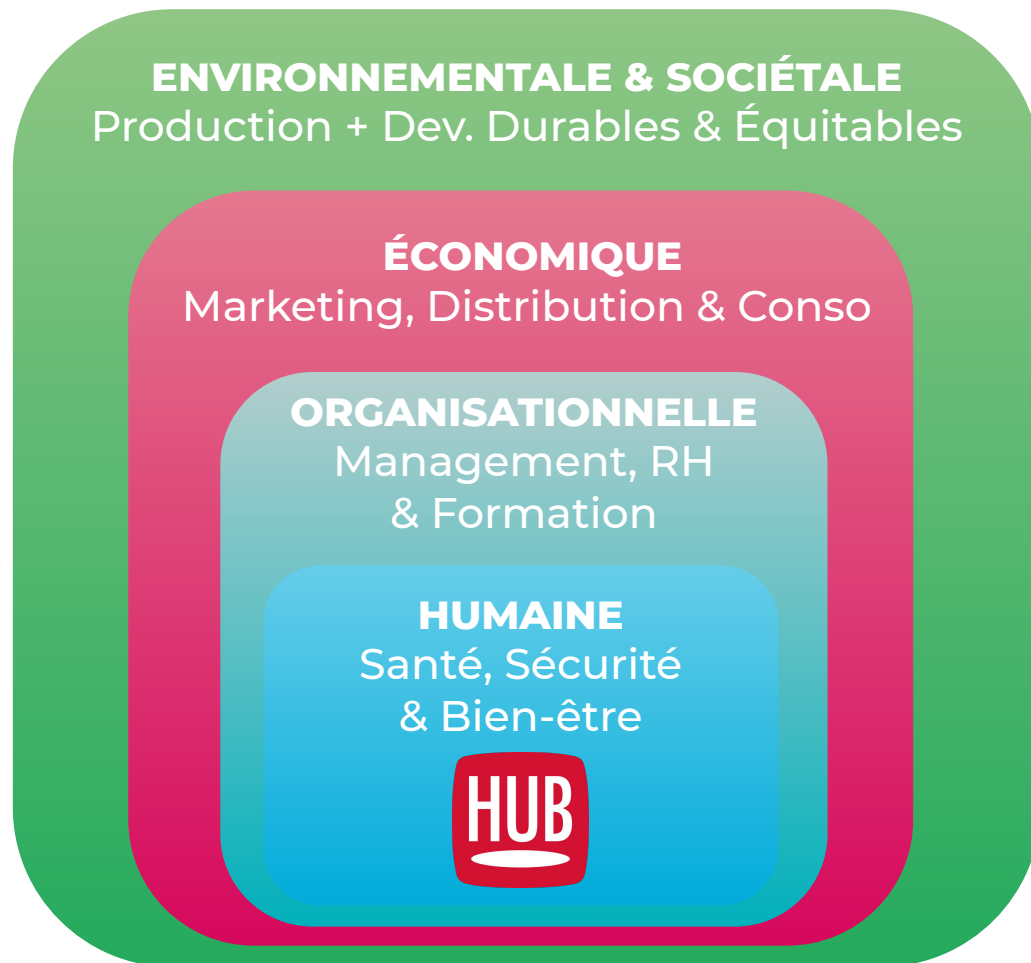 ENVIRONNEMENTALE & SOCIÉTALE
Production + Dev. Durables & Équitables
ÉCONOMIQUE
Marketing, Distribution & Conso
ORGANISATIONNELLE
Management, RH
& Formation
HUMAINE
Santé, Sécurité
& Bien-être
HUB